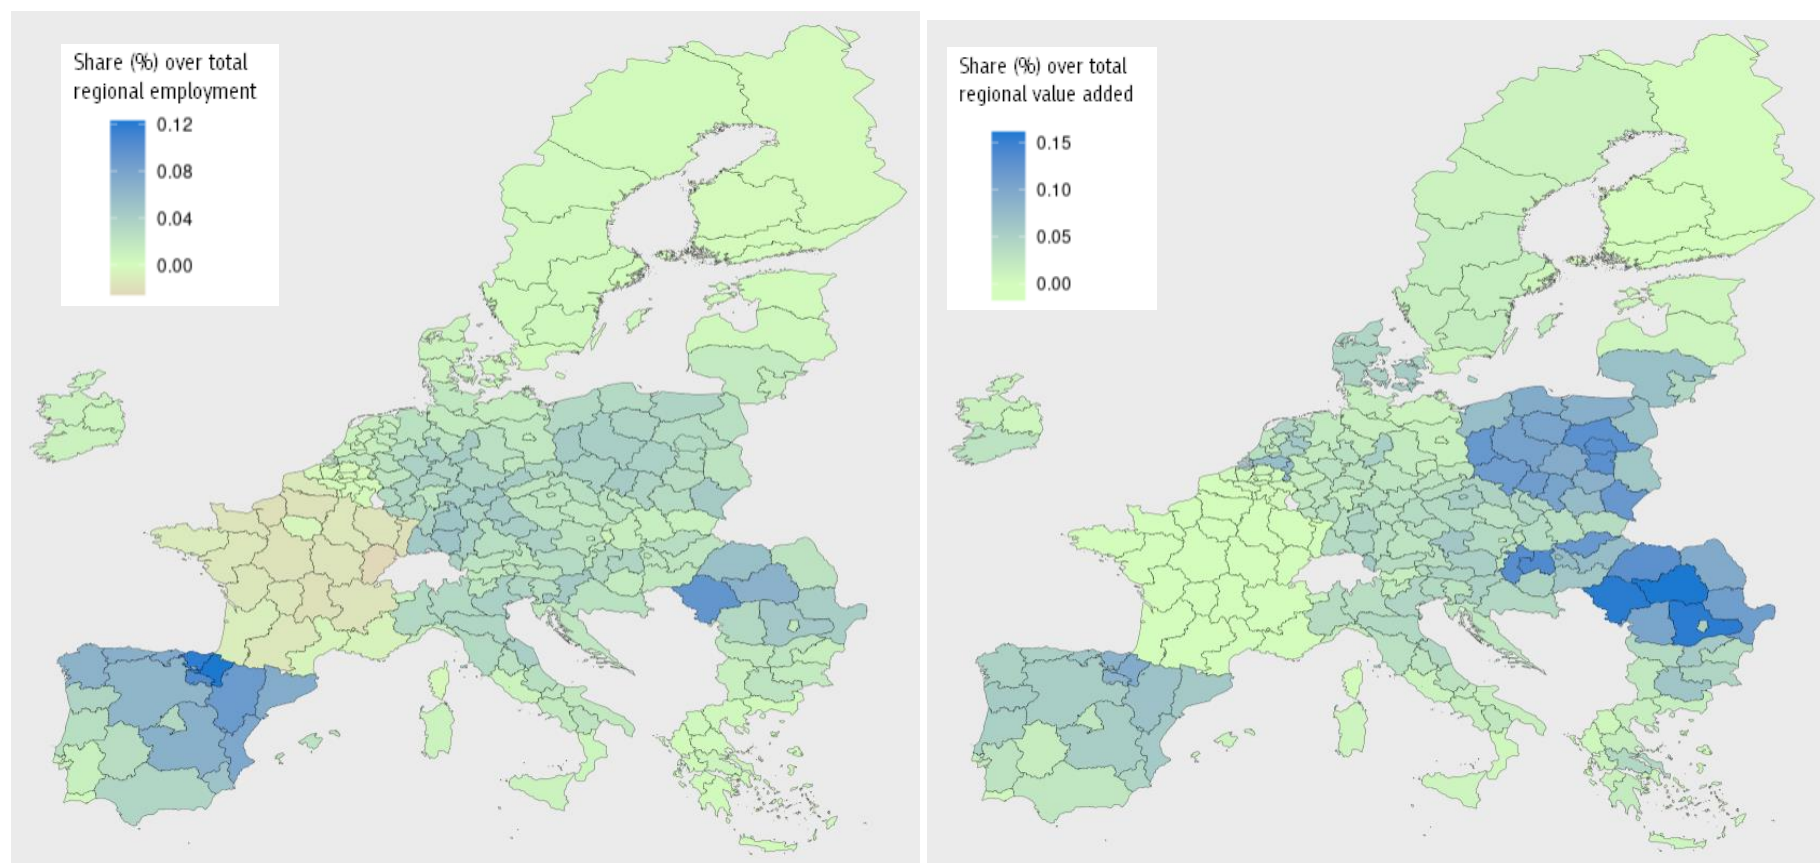 Share (%) over total
regional employment
0.12
0.08
0.04
0.00
Share (%) over total
regional value added
0.15
0.10
0.05
0.00